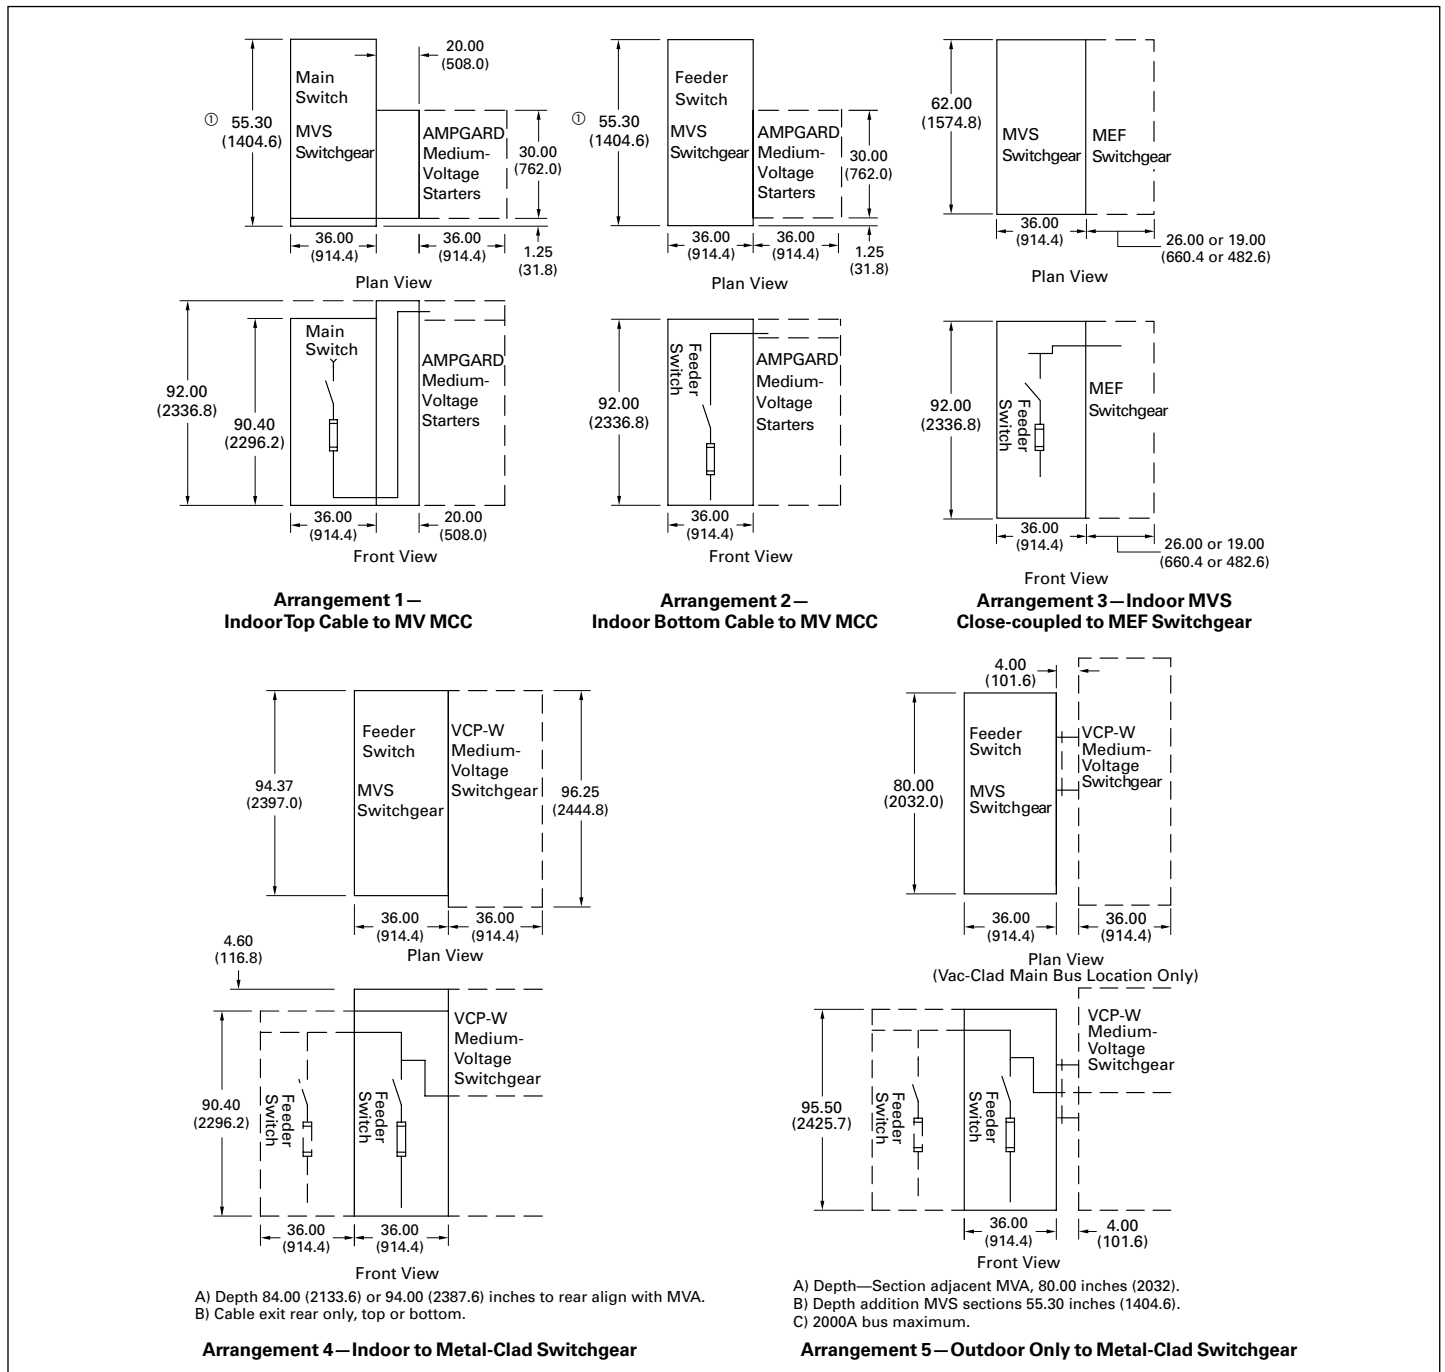 20.00
(508.0)
Main
Switch
MVS
Switchgear
① 55.30
(1404.6)
AMPGARD
Medium-
Voltage
Starters
30.00
(762.0)
36.00
(914.4)
36.00
(914.4)
1.25
(31.8)
Plan View
Main
Switch
92.00
(2336.8)
90.40
(2296.2)
AMPGARD
Medium-
Voltage
Starters
36.00
(914.4)
20.00
(508.0)
Front View
Arrangement 1—
Indoor Top Cable to MV MCC
① 55.30
(1404.6)
Feeder
Switch
MVS
Switchgear
AMPGARD
Medium-
Voltage
Starters
30.00
(762.0)
36.00
(914.4)
36.00
(914.4)
1.25
(31.8)
Plan View
92.00
(2336.8)
Feeder
Switch
AMPGARD
Medium-
Voltage
Starters
36.00
(914.4)
Front View
Arrangement 2—
Indoor Bottom Cable to MV MCC
62.00
(1574.8)
MVS
Switchgear
MEF
Switchgear
36.00
(914.4)
26.00 or 19.00
(660.4 or 482.6)
Plan View
92.00
(2336.8)
Feeder
Switch
MEF
Switchgear
36.00
(914.4)
26.00 or 19.00
(660.4 or 482.6)
Front View
Arrangement 3—Indoor MVS
Close-coupled to MEF Switchgear
94.37
(2397.0)
Feeder
Switch
MVS
Switchgear
VCP-W
Medium-
Voltage
Switchgear
96.25
(2444.8)
36.00
(914.4)
36.00
(914.4)
Plan View
4.60
(116.8)
90.40
(2296.2)
Feeder
Switch
Feeder
Switch
VCP-W
Medium-
Voltage
Switchgear
36.00
(914.4)
36.00
(914.4)
Front View
A) Depth 84.00 (2133.6) or 94.00 (2387.6) inches to rear align with MVA.
B) Cable exit rear only, top or bottom.
Arrangement 4—Indoor to Metal-Clad Switchgear
4.00
(101.6)
80.00
(2032.0)
Feeder
Switch
MVS
Switchgear
VCP-W
Medium-
Voltage
Switchgear
36.00
(914.4)
36.00
(914.4)
Plan View
(Vac-Clad Main Bus Location Only)
95.50
(2425.7)
Feeder
Switch
Feeder
Switch
VCP-W
Medium-
Voltage
Switchgear
36.00
(914.4)
4.00
(101.6)
Front View
A) Depth—Section adjacent MVA, 80.00 inches (2032).
B) Depth addition MVS sections 55.30 inches (1404.6).
C) 2000A bus maximum.
Arrangement 5—Outdoor Only to Metal-Clad Switchgear